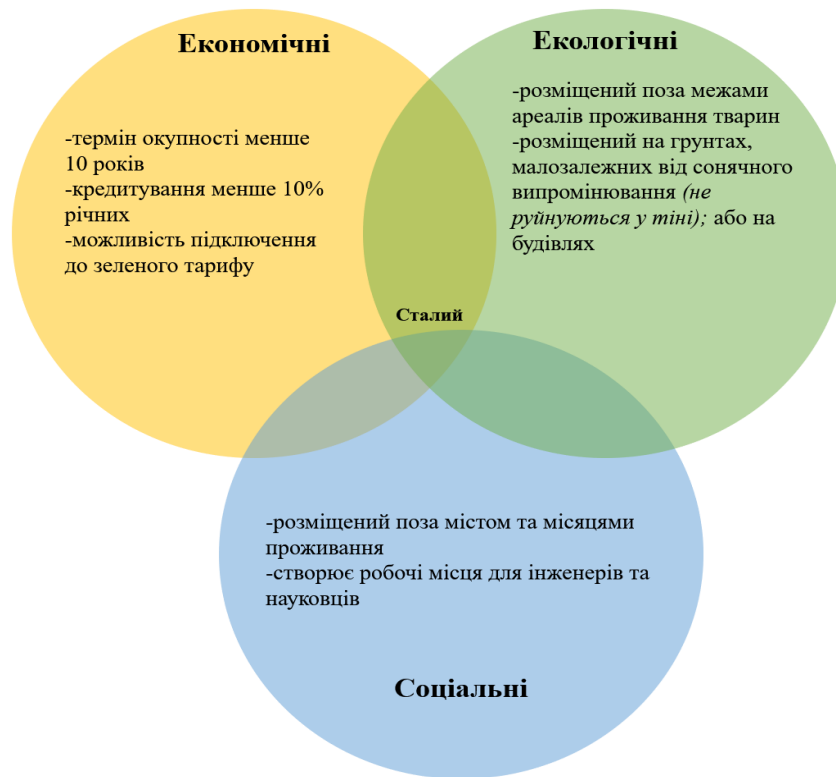 Економічні
-термін окупності менше
10 років
-кредитування менше 10%
річних
-можливість підключення
до зеленого тарифу
Екологічні
-розміщений поза межами
ареалів проживання тварин
-розміщений на грунтах,
малозалежних від сонячного
випромінювання (не
руйнуються у тіні); або на
будівлях
Сталий
-розміщений поза містом та місяцями
проживання
-створює робочі місця для інженерів та
науковців
Соціальні